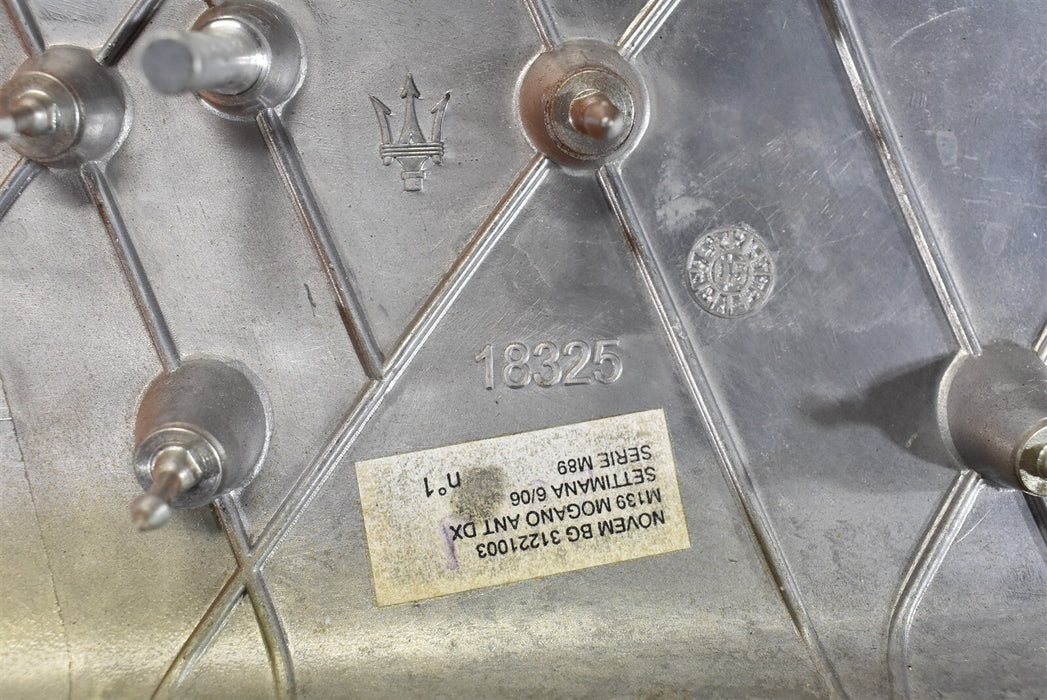 18325
NOVEM BG 31221003
M139 MOGANO ANT DX
SETTIMANA 6/06
SERIE M89
n°1